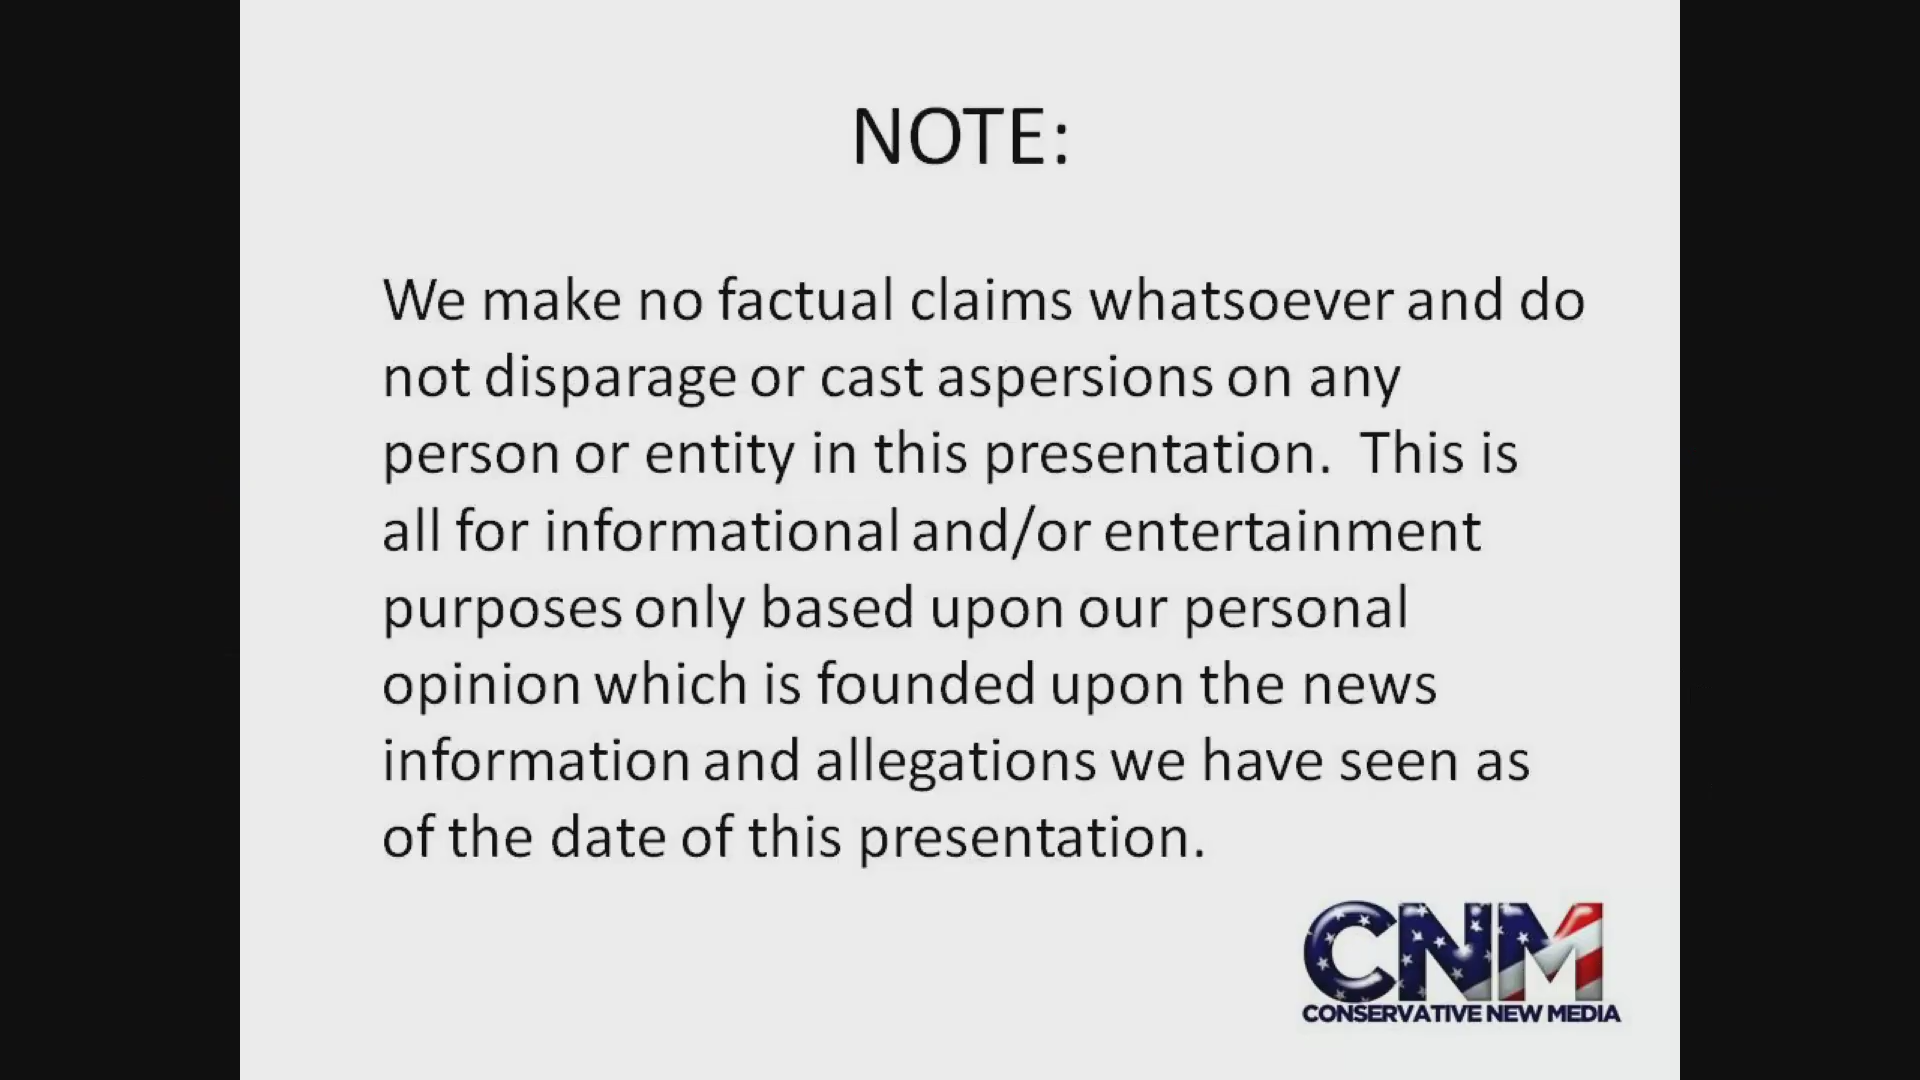 NOTE:
We make no factual claims whatsoever and do
not disparage or cast aspersions on any
person or entity in this presentation.  This is
all for informational and/or entertainment
purposes only based upon our personal
opinion which is founded upon the news
information and allegations we have seen as
of the date of this presentation.
CNM
CONSERVATIVE NEW MEDIA